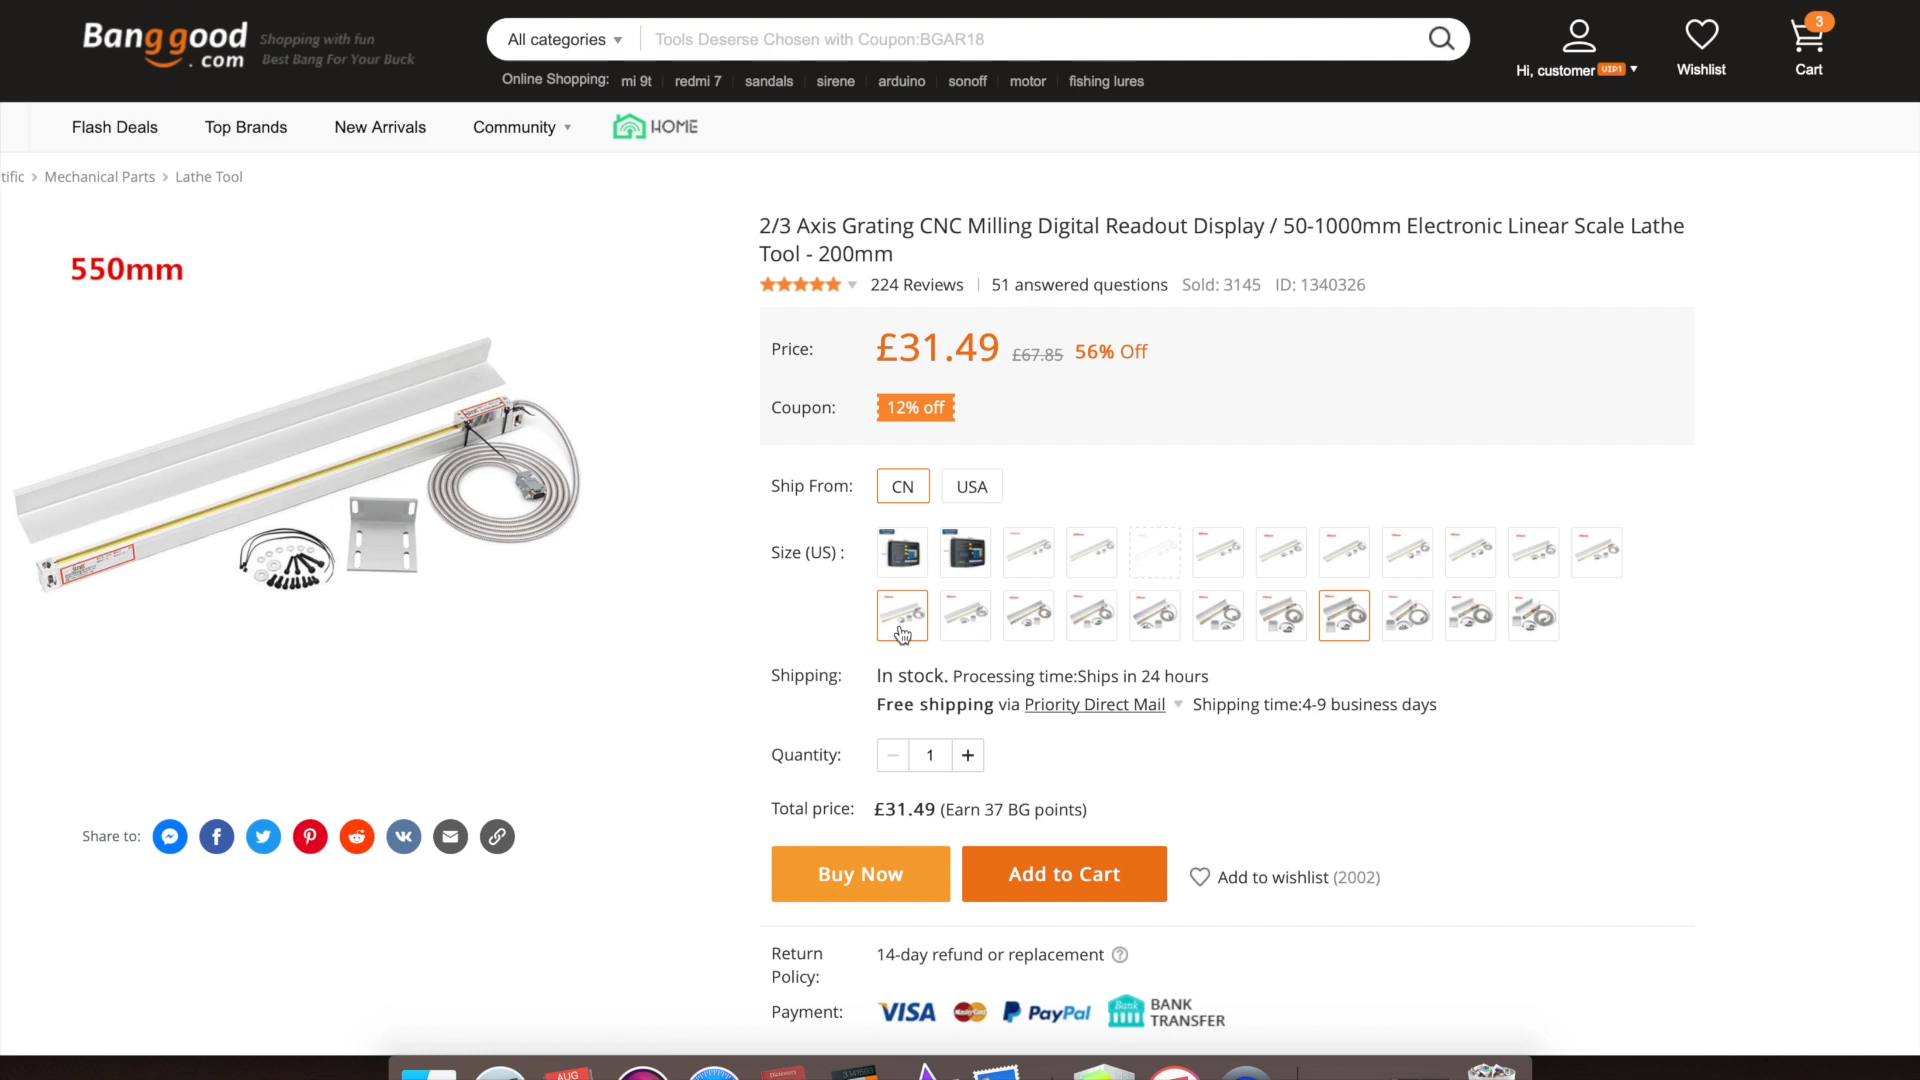 Banggood
.com
Shopping with fun
Best Bang For Your Buck
All categories
Tools Deserse Chosen with Coupon:BGAR18
Online Shopping: mi 9t redmi 7 sandals sirene arduino sonoff motor fishing lures
Hi, customer VIP1
Wishlist
3
Cart
Flash Deals Top Brands New Arrivals Community HOME
tific > Mechanical Parts > Lathe Tool
550mm
2/3 Axis Grating CNC Milling Digital Readout Display / 50-1000mm Electronic Linear Scale Lathe
Tool - 200mm
224 Reviews 51 answered questions Sold: 3145 ID: 1340326
Price: £31.49 £67.85 56% Off
Coupon: 12% off
Ship From: CN USA
Size (US) :
Shipping: In stock. Processing time:Ships in 24 hours
Free shipping via Priority Direct Mail Shipping time:4-9 business days
Quantity: 1
Total price: £31.49 (Earn 37 BG points)
Share to:
Buy Now Add to Cart Add to wishlist (2002)
Return
Policy:
14-day refund or replacement
Payment: VISA MasterCard PayPal Bank BANK
TRANSFER
AUG
Dictionary